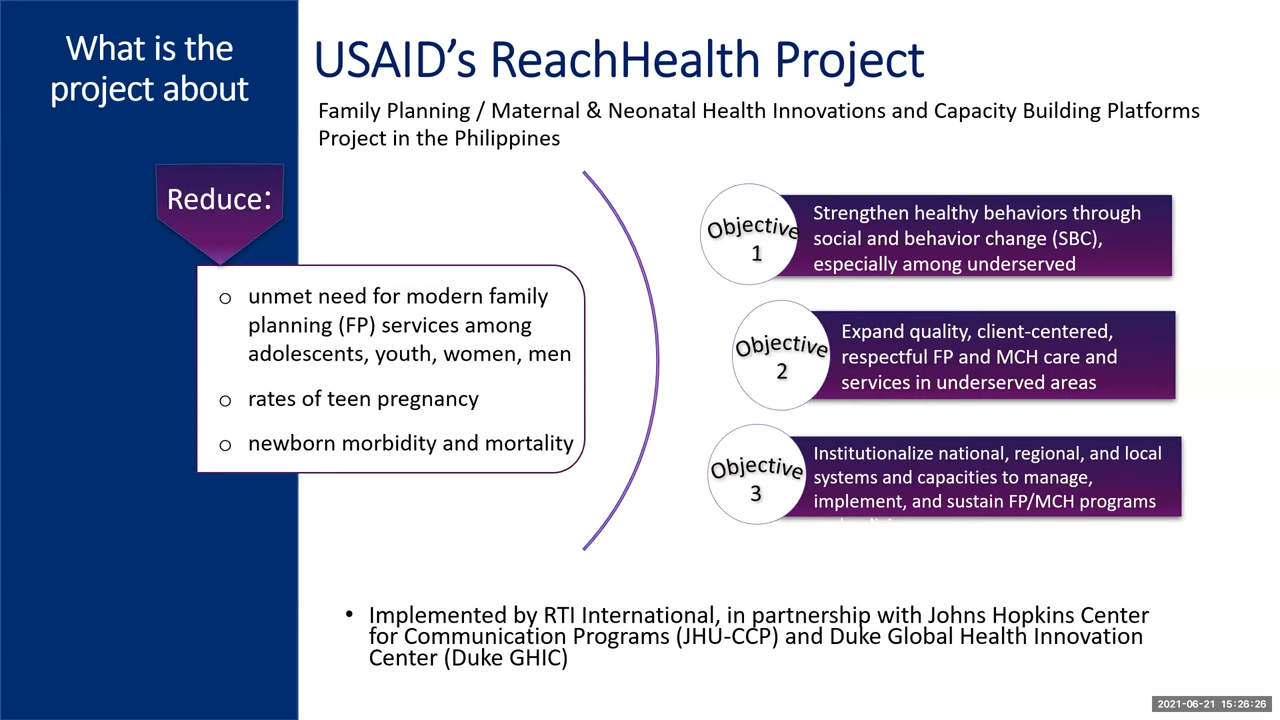 What is the
project about
USAID's ReachHealth Project
Family Planning / Maternal & Neonatal Health Innovations and Capacity Building Platforms
Project in the Philippines
Reduce:
o unmet need for modern family
planning (FP) services among
adolescents, youth, women, men
o rates of teen pregnancy
o newborn morbidity and mortality
Objective
1
Strengthen healthy behaviors through
social and behavior change (SBC),
especially among underserved
Objective
2
Expand quality, client-centered,
respectful FP and MCH care and
services in underserved areas
Objective
3
Institutionalize national, regional, and local
systems and capacities to manage,
implement, and sustain FP/MCH programs
• Implemented by RTI International, in partnership with Johns Hopkins Center
for Communication Programs (JHU-CCP) and Duke Global Health Innovation
Center (Duke GHIC)
2021-06-21 15:26:26